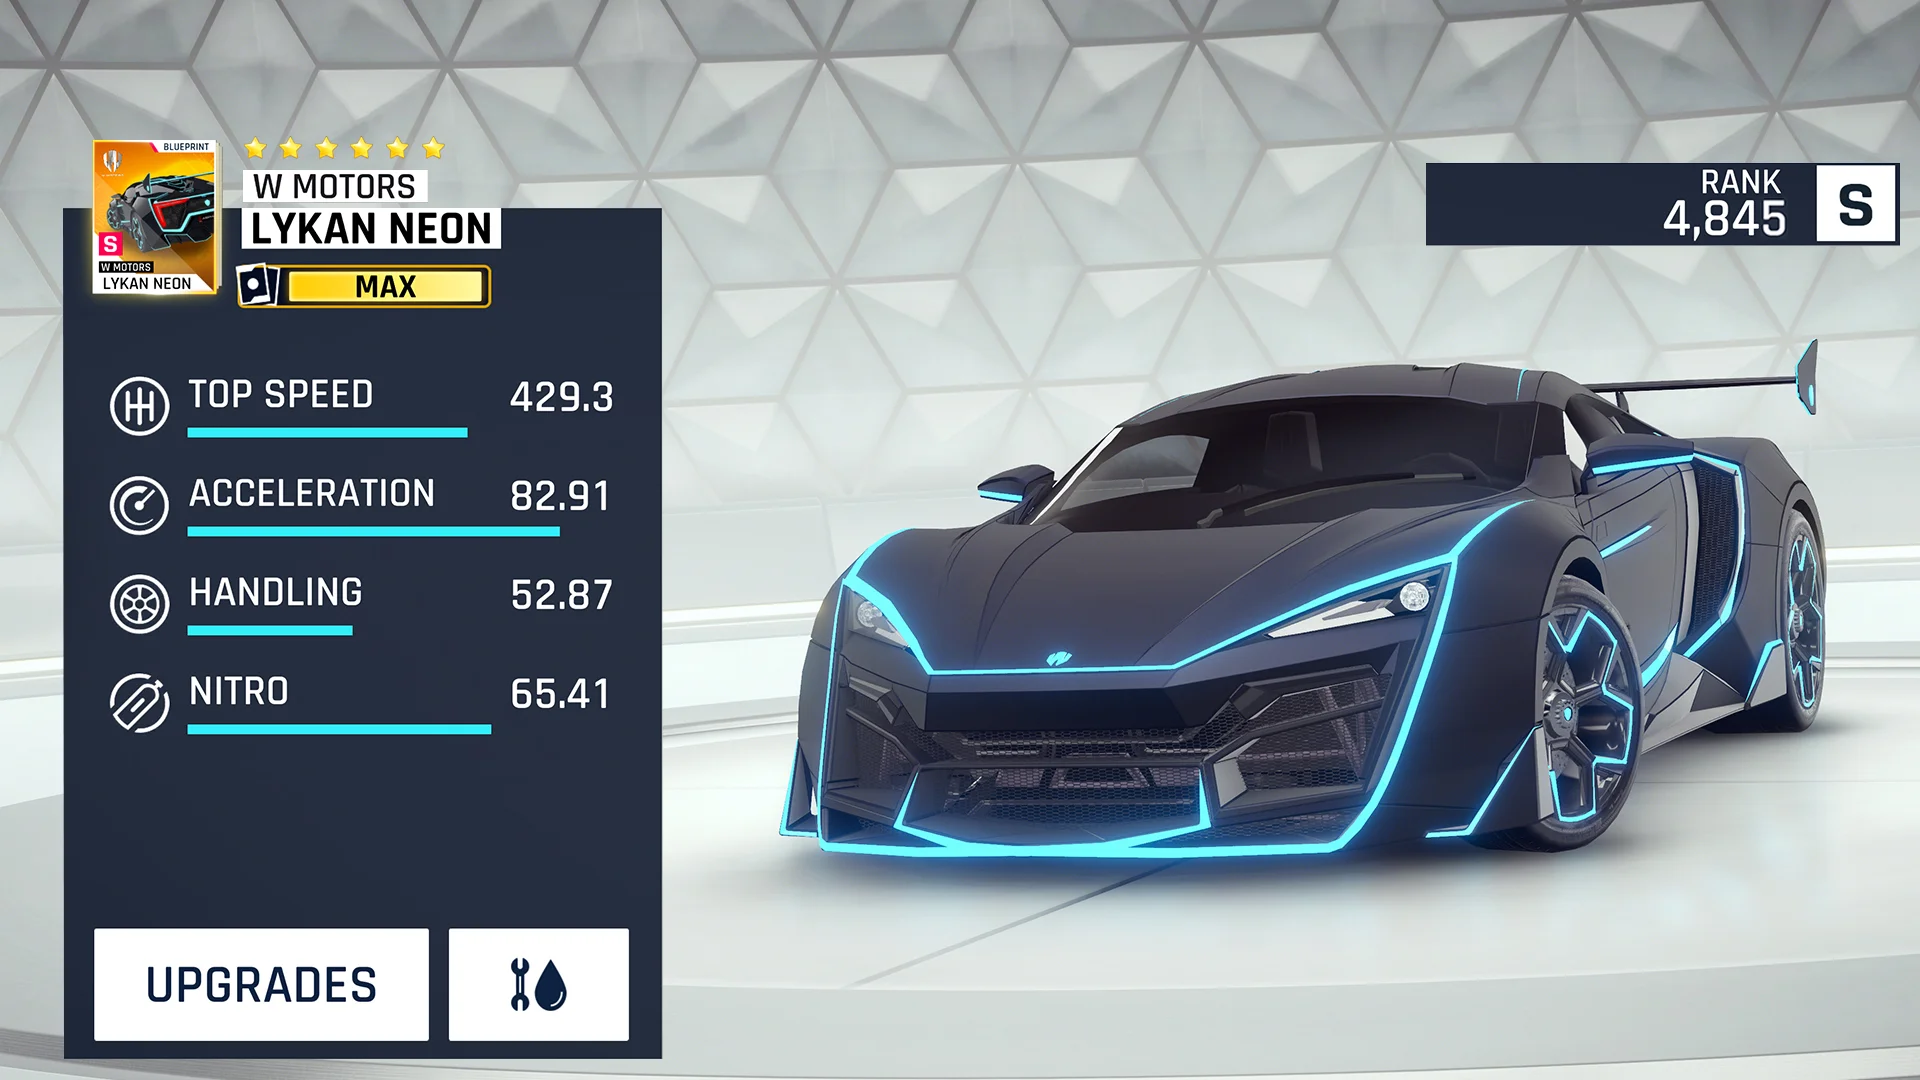 BLUEPRINT
S
W MOTORS
LYKAN NEON
W MOTORS
LYKAN NEON
MAX
RANK
4,845
S
TOP SPEED 429.3
ACCELERATION 82.91
HANDLING 52.87
NITRO 65.41
UPGRADES